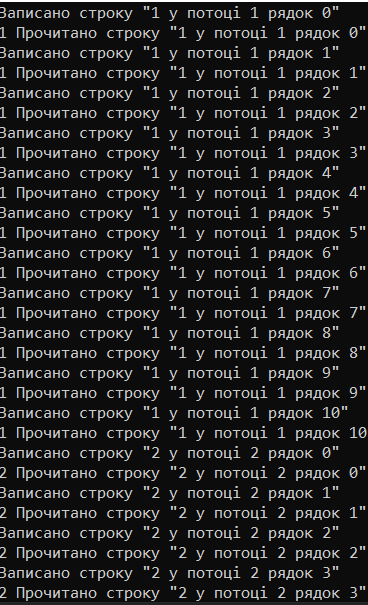 Записано строку "1 у потоці 1 рядок 0"
1 Прочитано строку "1 у потоці 1 рядок 0"
Записано строку "1 у потоці 1 рядок 1"
1 Прочитано строку "1 у потоці 1 рядок 1"
Записано строку "1 у потоці 1 рядок 2"
1 Прочитано строку "1 у потоці 1 рядок 2"
Записано строку "1 у потоці 1 рядок 3"
1 Прочитано строку "1 у потоці 1 рядок 3"
Записано строку "1 у потоці 1 рядок 4"
1 Прочитано строку "1 у потоці 1 рядок 4"
Записано строку "1 у потоці 1 рядок 5"
1 Прочитано строку "1 у потоці 1 рядок 5"
Записано строку "1 у потоці 1 рядок 6"
1 Прочитано строку "1 у потоці 1 рядок 6"
Записано строку "1 у потоці 1 рядок 7"
1 Прочитано строку "1 у потоці 1 рядок 7"
Записано строку "1 у потоці 1 рядок 8"
1 Прочитано строку "1 у потоці 1 рядок 8"
Записано строку "1 у потоці 1 рядок 9"
1 Прочитано строку "1 у потоці 1 рядок 9"
Записано строку "1 у потоці 1 рядок 10"
1 Прочитано строку "1 у потоці 1 рядок 10
Записано строку "2 у потоці 2 рядок 0"
2 Прочитано строку "2 у потоці 2 рядок 0"
Записано строку "2 у потоці 2 рядок 1"
2 Прочитано строку "2 у потоці 2 рядок 1"
Записано строку "2 у потоці 2 рядок 2"
2 Прочитано строку "2 у потоці 2 рядок 2"
Записано строку "2 у потоці 2 рядок 3"
2 Прочитано строку "2 у потоці 2 рядок 3"